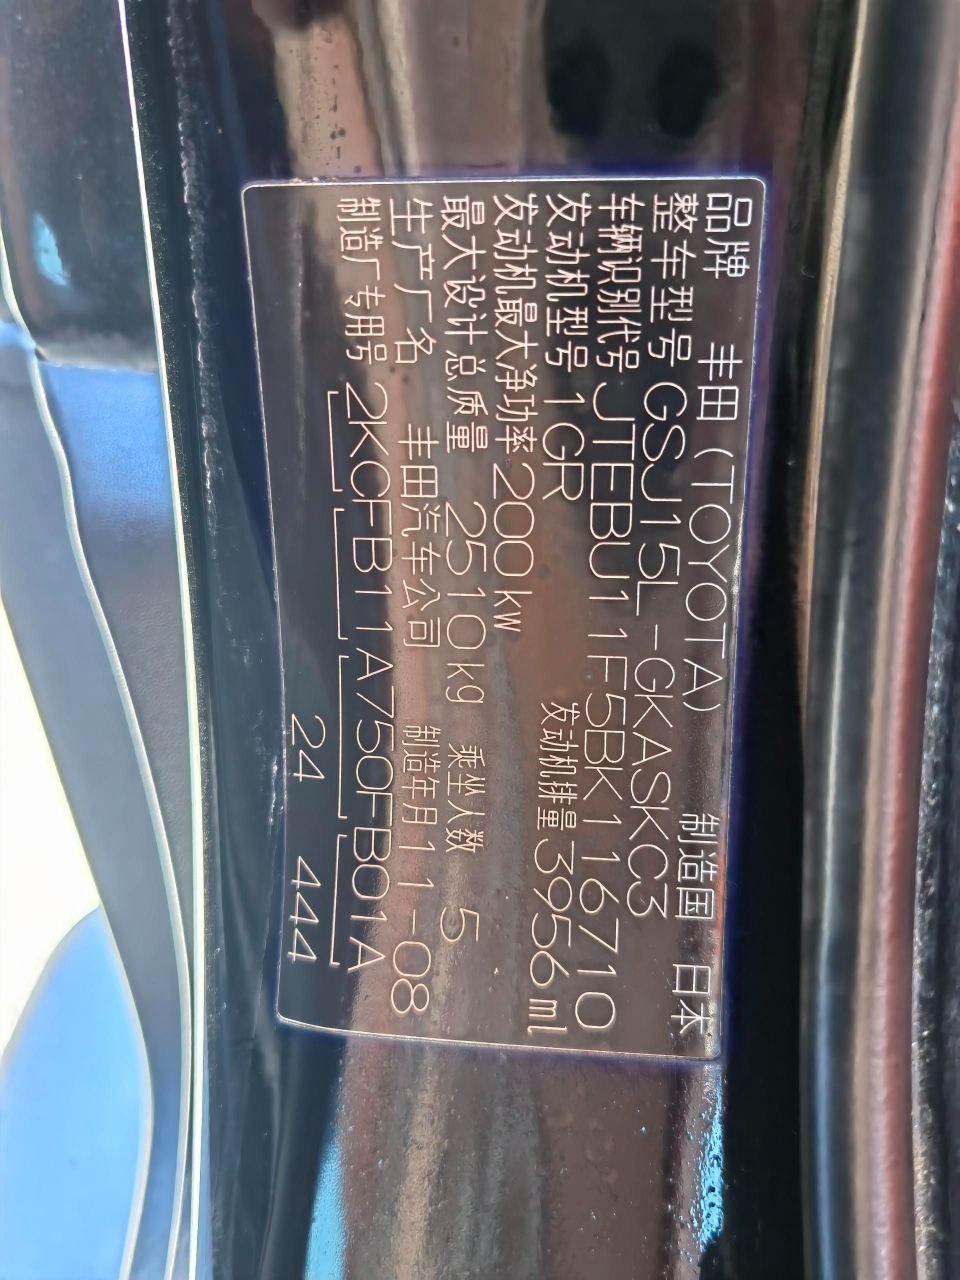 品牌 丰田 (TOYOTA) 制造国 日本
整车型号 GSJ15L-GKASKC3
车辆识别代号 JTEBU11F5BK116710
发动机型号 1GR 发动机排量 3956ml
发动机最大净功率 200kw
最大设计总质量 2510kg 乘坐人数 5
生产厂名 丰田汽车公司 制造年月 11-08
制造厂专用号 2KCFB11A750FB01A
24 444